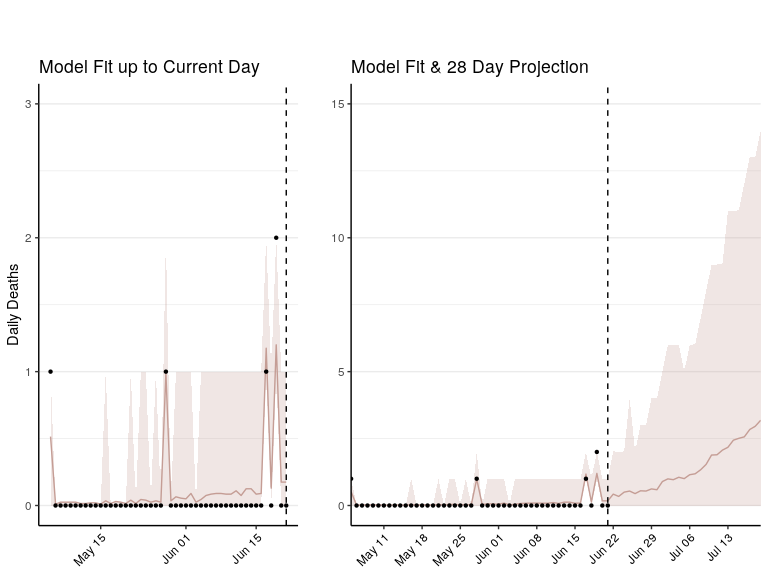 Model Fit up to Current Day
Model Fit & 28 Day Projection
Daily Deaths
3
2
1
0
May 15
Jun 01
Jun 15
15
10
5
0
May 11
May 18
May 25
Jun 01
Jun 08
Jun 15
Jun 22
Jun 29
Jul 06
Jul 13